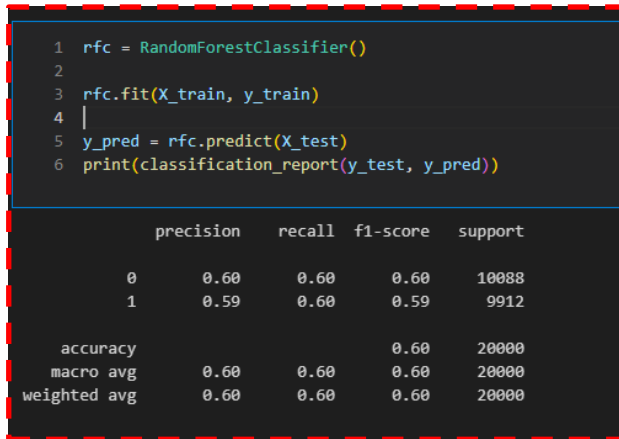 1 rfc = RandomForestClassifier()
2
3 rfc.fit(X_train, y_train)
4
5 y_pred = rfc.predict(X_test)
6 print(classification_report(y_test, y_pred))
precision recall f1-score support
0 0.60 0.60 0.60 10088
1 0.59 0.60 0.59 9912
accuracy 0.60 20000
macro avg 0.60 0.60 0.60 20000
weighted avg 0.60 0.60 0.60 20000